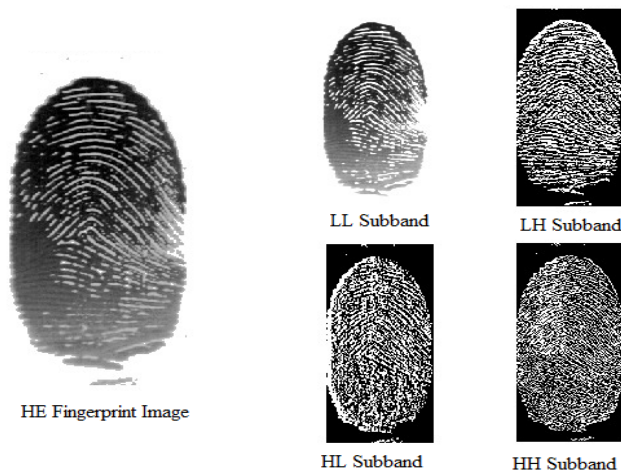 LL Subband
LH Subband
HE Fingerprint Image
HL Subband
HH Subband